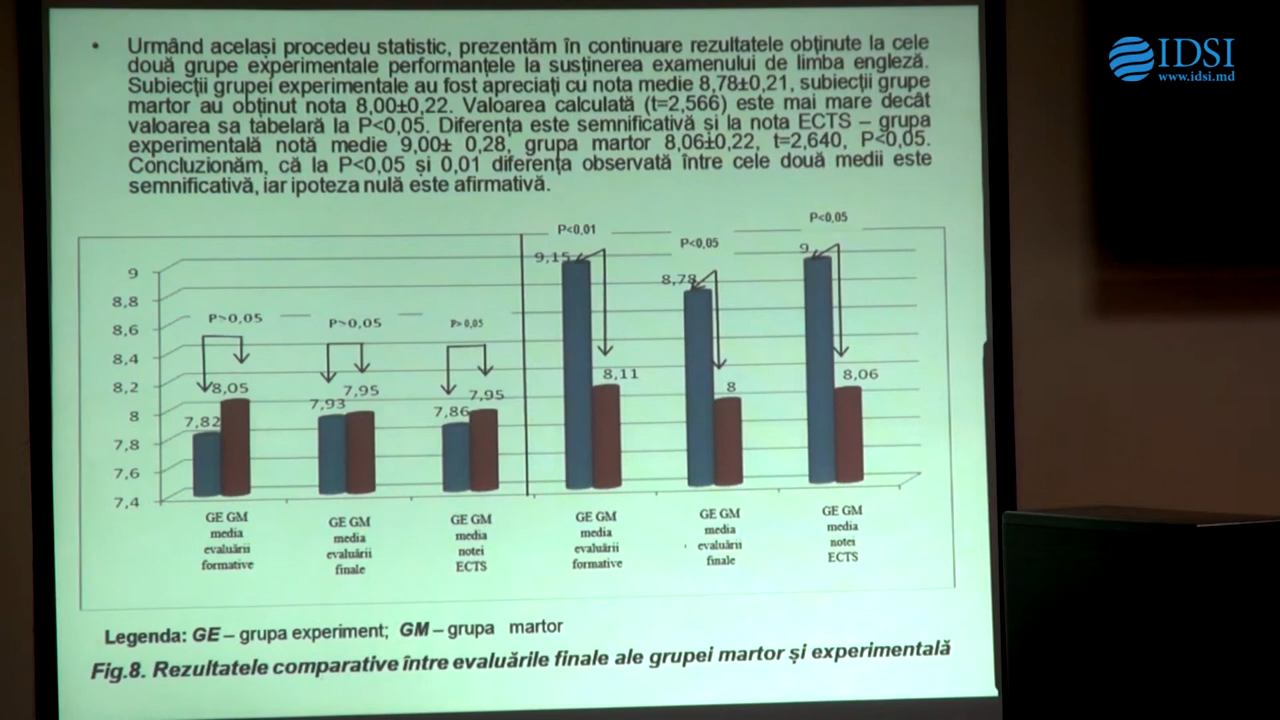 • Urmând același procedeu statistic, prezentăm în continuare rezultatele obținute la cele
două grupe experimentale performanțele la susținerea examenului de limba engleză.
Subiecții grupei experimentale au fost apreciați cu nota medie 8,78±0,21, subiecții grupe
martor au obținut nota 8,00±0,22. Valoarea calculată (t=2,566) este mai mare decât
valoarea sa tabelară la P<0,05. Diferența este semnificativă și la nota ECTS – grupa
experimentală notă medie 9,00± 0,28, grupa martor 8,06±0,22, t=2,640, P<0,05.
Concluzionăm, că la P<0,05 și 0,01 diferența observată între cele două medii este
semnificativă, iar ipoteza nulă este afirmativă.
IDSI
www.idsi.md
P<0,01
P<0,05
P<0,05
9
8,8
8,6
8,4
8,2
8
7,8
7,6
7,4
P>0,05
P>0,05
P>0,05
7,82
8,05
7,93
7,95
7,86
7,95
9,15
8,11
8,78
8
9
8,06
GE GM
media
evaluării
formative
GE GM
media
evaluării
finale
GE GM
media
notei
ECTS
GE GM
media
evaluării
formative
GE GM
media
evaluării
finale
GE GM
media
notei
ECTS
Legenda: GE – grupa experiment; GM – grupa martor
Fig.8. Rezultatele comparative între evaluările finale ale grupei martor și experimentală